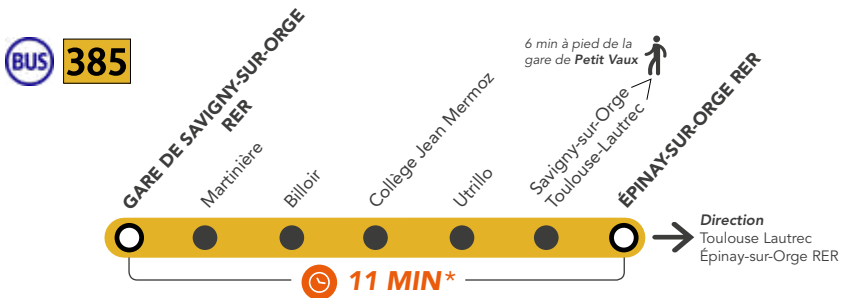 BUS 385
GARE DE SAVIGNY-SUR-ORGE
RER
Martinière
Billoir
Collège Jean Mermoz
Utrillo
Savigny-sur-Orge
Toulouse-Lautrec
6 min à pied de la
gare de Petit Vaux
ÉPINAY-SUR-ORGE RER
Direction
Toulouse Lautrec
Épinay-sur-Orge RER
11 MIN*